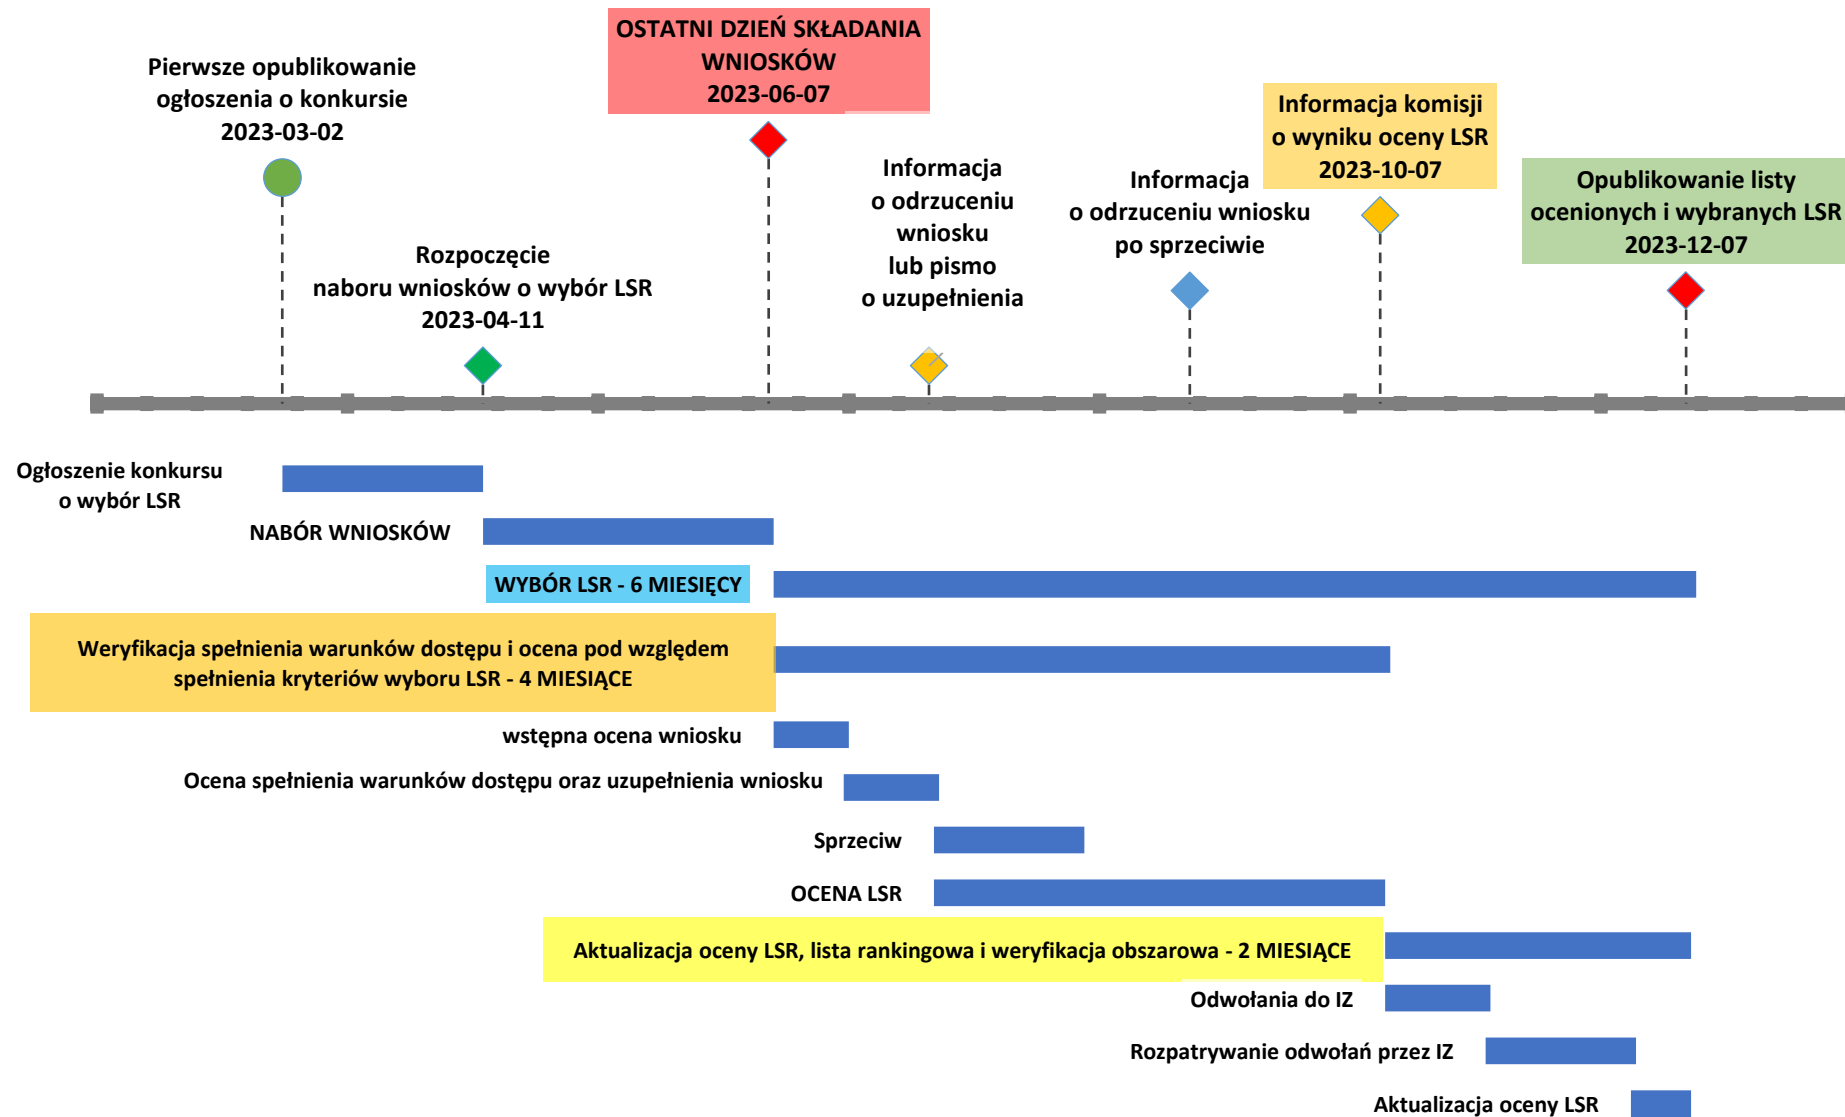 Pierwsze opublikowanie
ogłoszenia o konkursie
2023-03-02
Rozpoczęcie
naboru wniosków o wybór LSR
2023-04-11
OSTATNI DZIEŃ SKŁADANIA
WNIOSKÓW
2023-06-07
Informacja
o odrzuceniu
wniosku
lub pismo
o uzupełnienia
Informacja
o odrzuceniu wniosku
po sprzeciwie
Informacja komisji
o wyniku oceny LSR
2023-10-07
Opublikowanie listy
ocenionych i wybranych LSR
2023-12-07
Ogłoszenie konkursu
o wybór LSR
NABÓR WNIOSKÓW
WYBÓR LSR - 6 MIESIĘCY
Weryfikacja spełnienia warunków dostępu i ocena pod względem
spełnienia kryteriów wyboru LSR - 4 MIESIĄCE
wstępna ocena wniosku
Ocena spełnienia warunków dostępu oraz uzupełnienia wniosku
Sprzeciw
OCENA LSR
Aktualizacja oceny LSR, lista rankingowa i weryfikacja obszarowa - 2 MIESIĄCE
Odwołania do IZ
Rozpatrywanie odwołań przez IZ
Aktualizacja oceny LSR